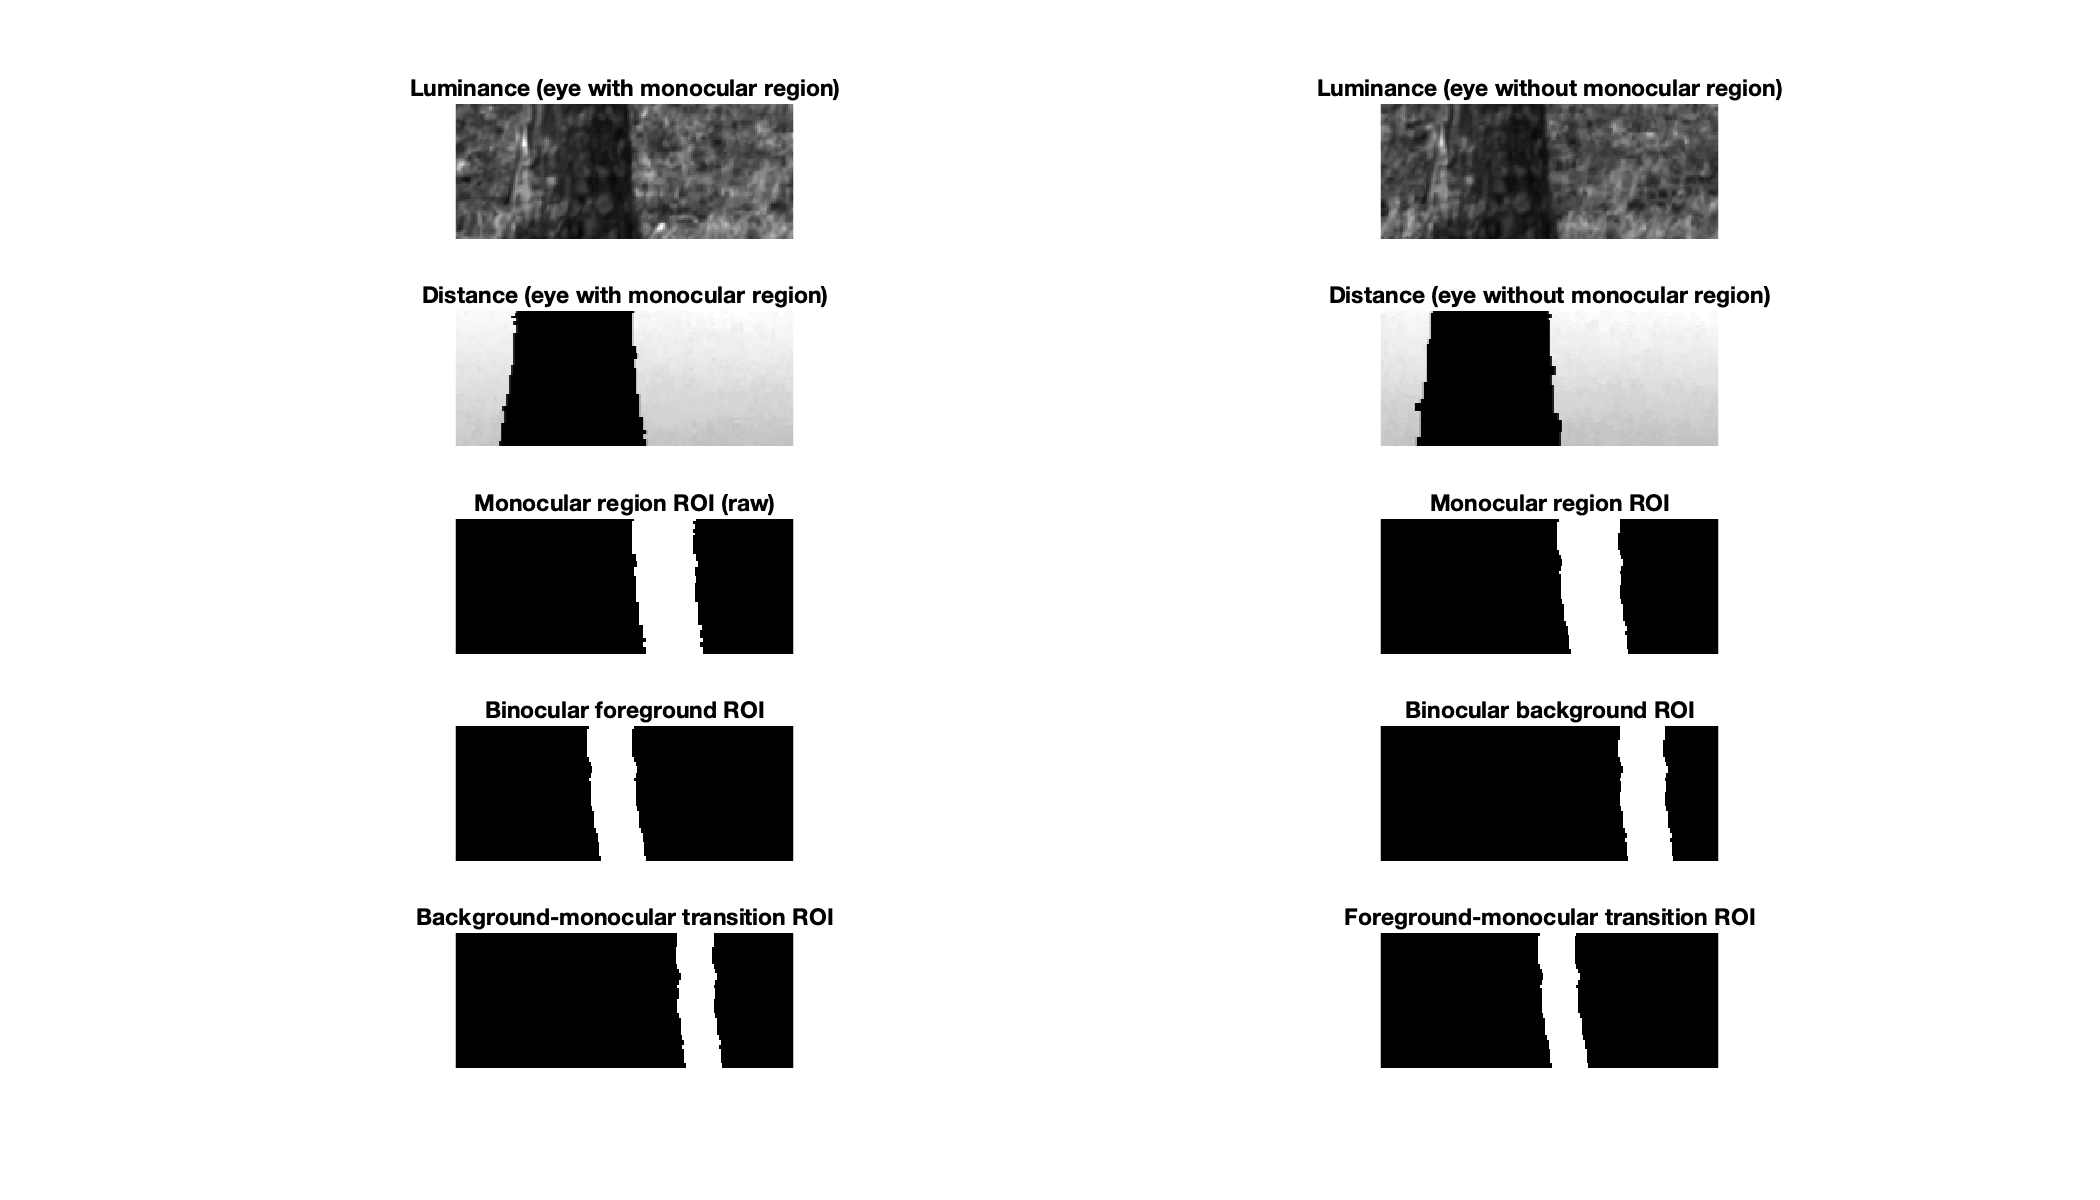 Luminance (eye with monocular region)
Luminance (eye without monocular region)
Distance (eye with monocular region)
Distance (eye without monocular region)
Monocular region ROI (raw)
Monocular region ROI
Binocular foreground ROI
Binocular background ROI
Background-monocular transition ROI
Foreground-monocular transition ROI